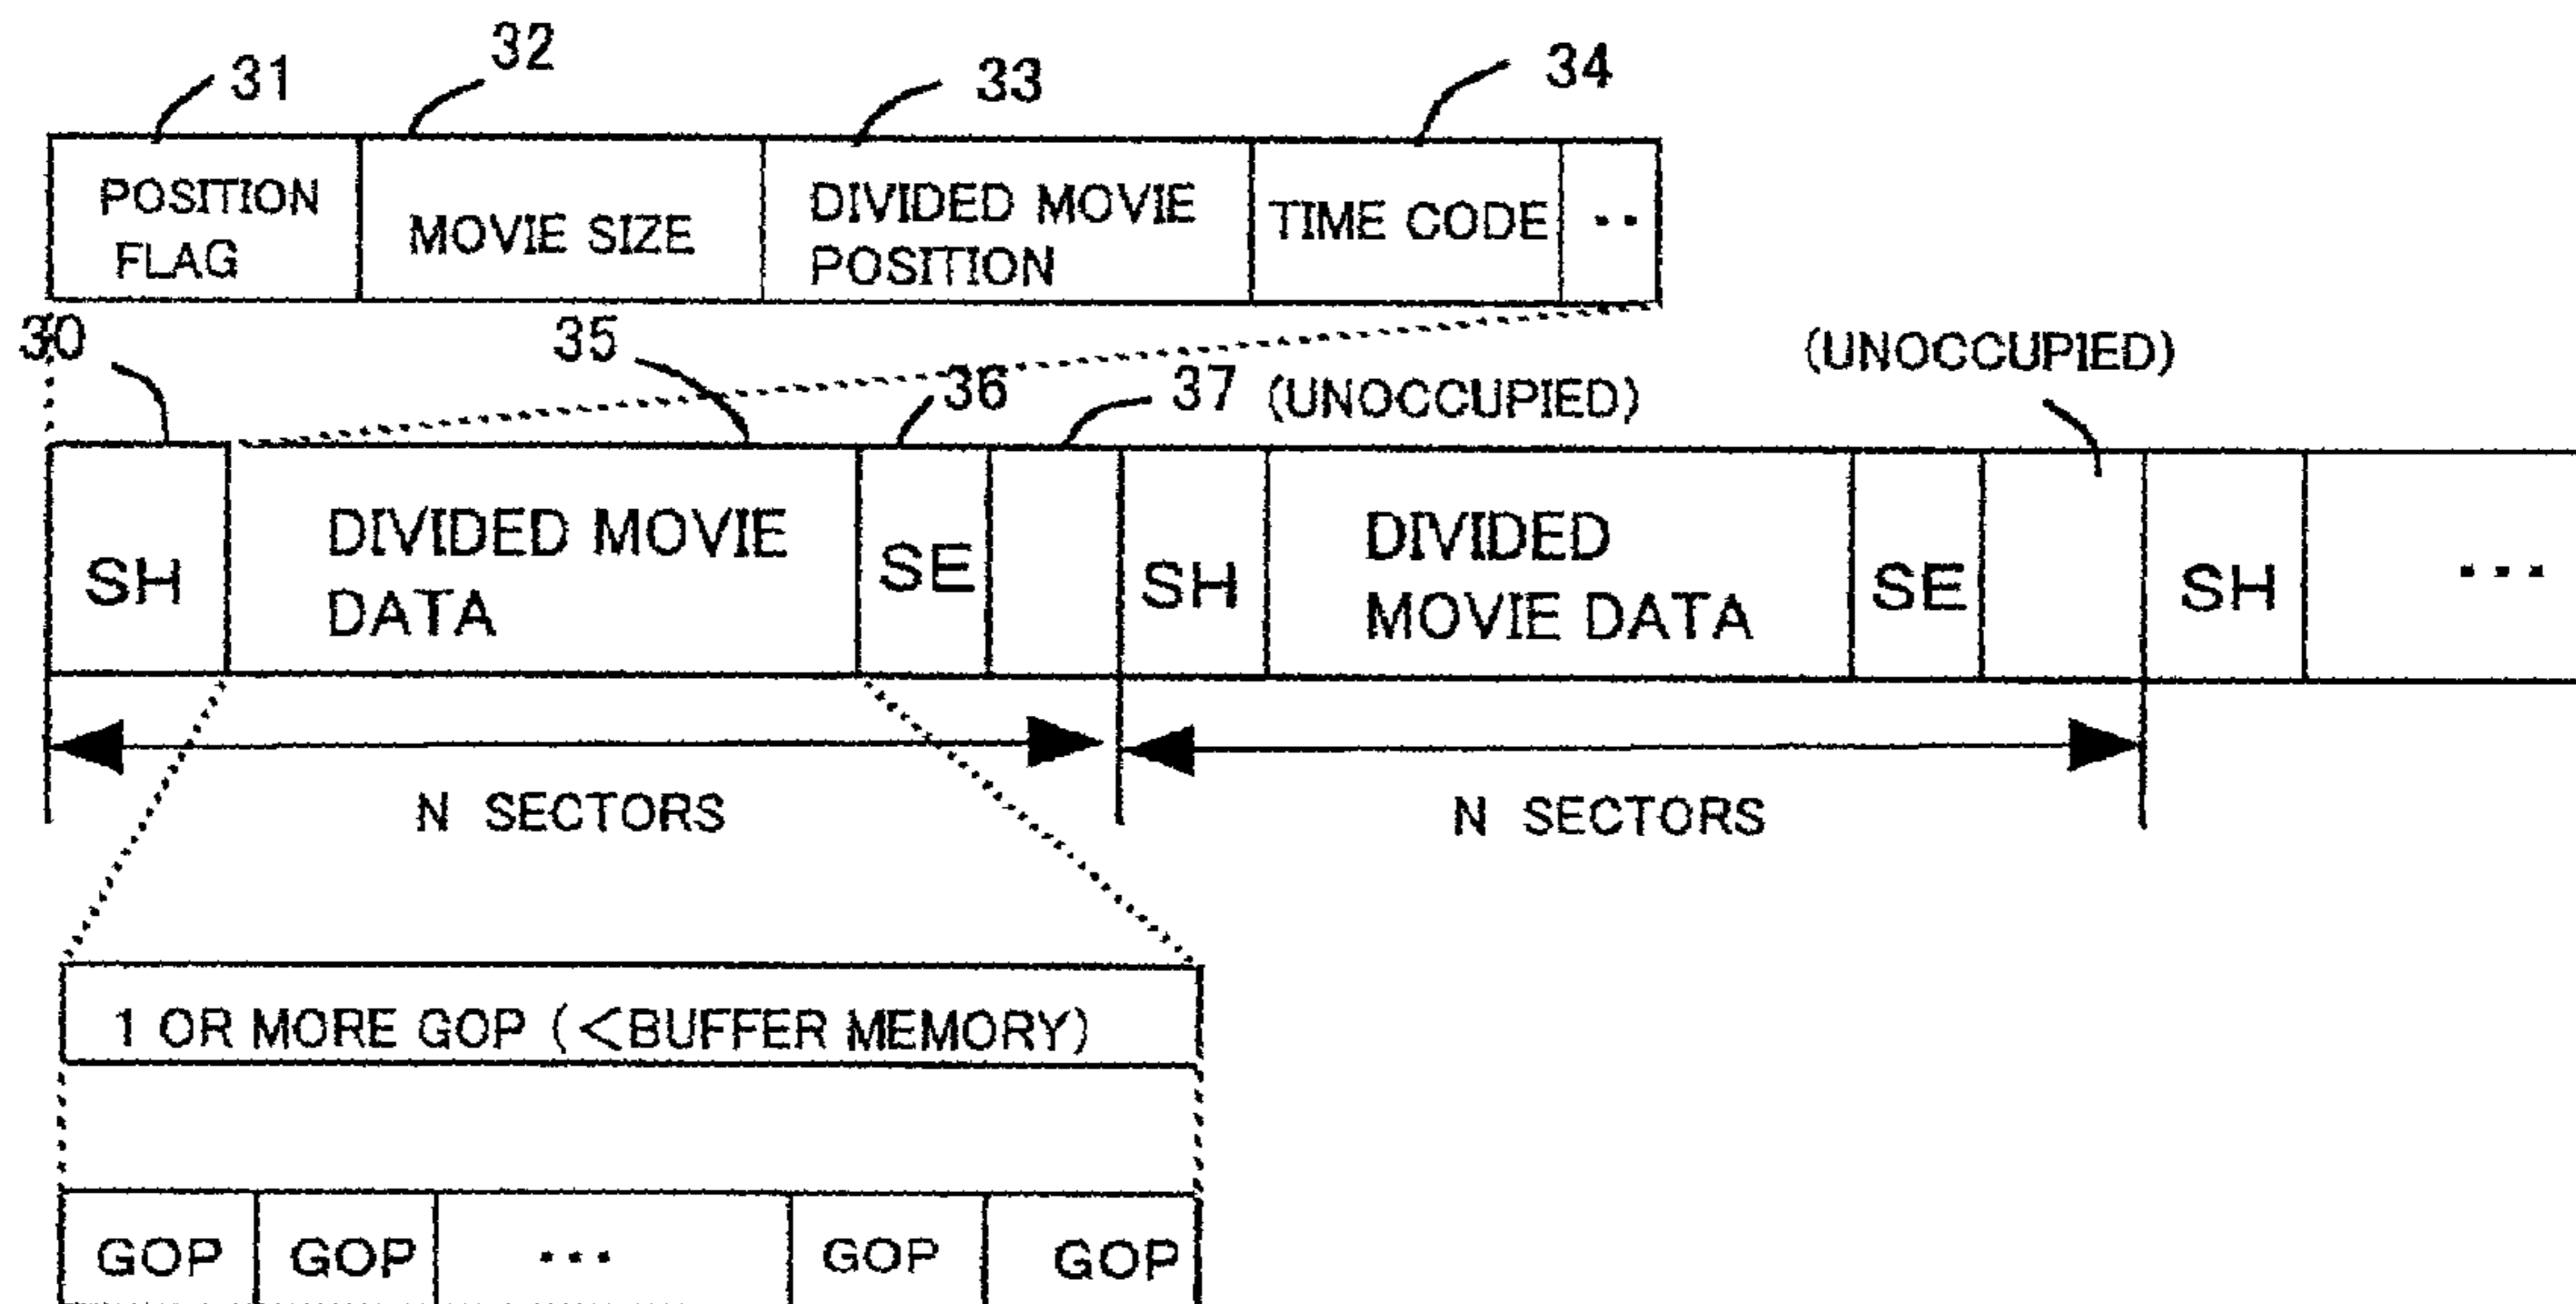 31
32
33
34
POSITION
FLAG
MOVIE SIZE
DIVIDED MOVIE
POSITION
TIME CODE
··
30
35
36
37 (UNOCCUPIED)
(UNOCCUPIED)
SH
DIVIDED MOVIE
DATA
SE
SH
DIVIDED
MOVIE DATA
SE
SH
···
N SECTORS
N SECTORS
1 OR MORE GOP (<BUFFER MEMORY)
GOP
GOP
···
GOP
GOP